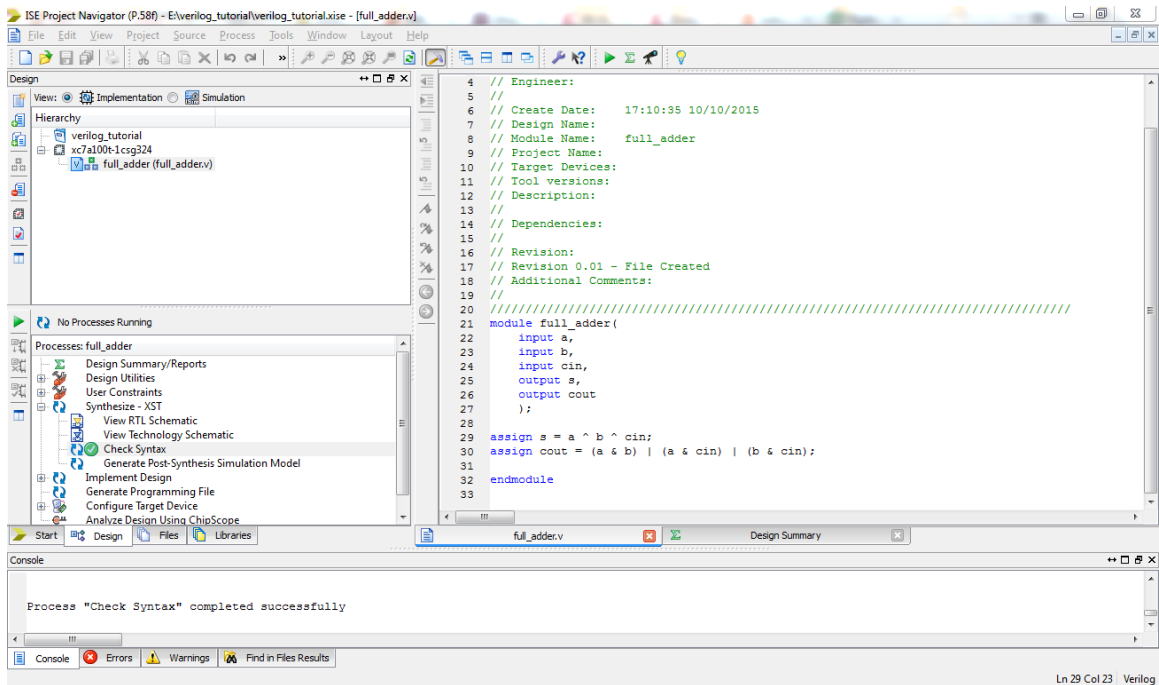 ISE Project Navigator (P.58f) - E:\verilog_tutorial\verilog_tutorial.xise - [full_adder.v]
File Edit View Project Source Process Tools Window Layout Help
Design
View: Implementation Simulation
Hierarchy
verilog_tutorial
xc7a100t-1csg324
full_adder (full_adder.v)
No Processes Running
Processes: full_adder
Design Summary/Reports
Design Utilities
User Constraints
Synthesize - XST
View RTL Schematic
View Technology Schematic
Check Syntax
Generate Post-Synthesis Simulation Model
Implement Design
Generate Programming File
Configure Target Device
Analyze Design Using ChipScope
Start Design Files Libraries
4 // Engineer:
5 //
6 // Create Date:    17:10:35 10/10/2015
7 // Design Name:
8 // Module Name:    full_adder
9 // Project Name:
10 // Target Devices:
11 // Tool versions:
12 // Description:
13 //
14 // Dependencies:
15 //
16 // Revision:
17 // Revision 0.01 - File Created
18 // Additional Comments:
19 //
20 //////////////////////////////////////////////////////////////////////////////////
21 module full_adder(
22     input a,
23     input b,
24     input cin,
25     output s,
26     output cout
27     );
28
29 assign s = a ^ b ^ cin;
30 assign cout = (a & b) | (a & cin) | (b & cin);
31
32 endmodule
33
full_adder.v Design Summary
Console
Process "Check Syntax" completed successfully
Console Errors Warnings Find in Files Results
Ln 29 Col 23 Verilog